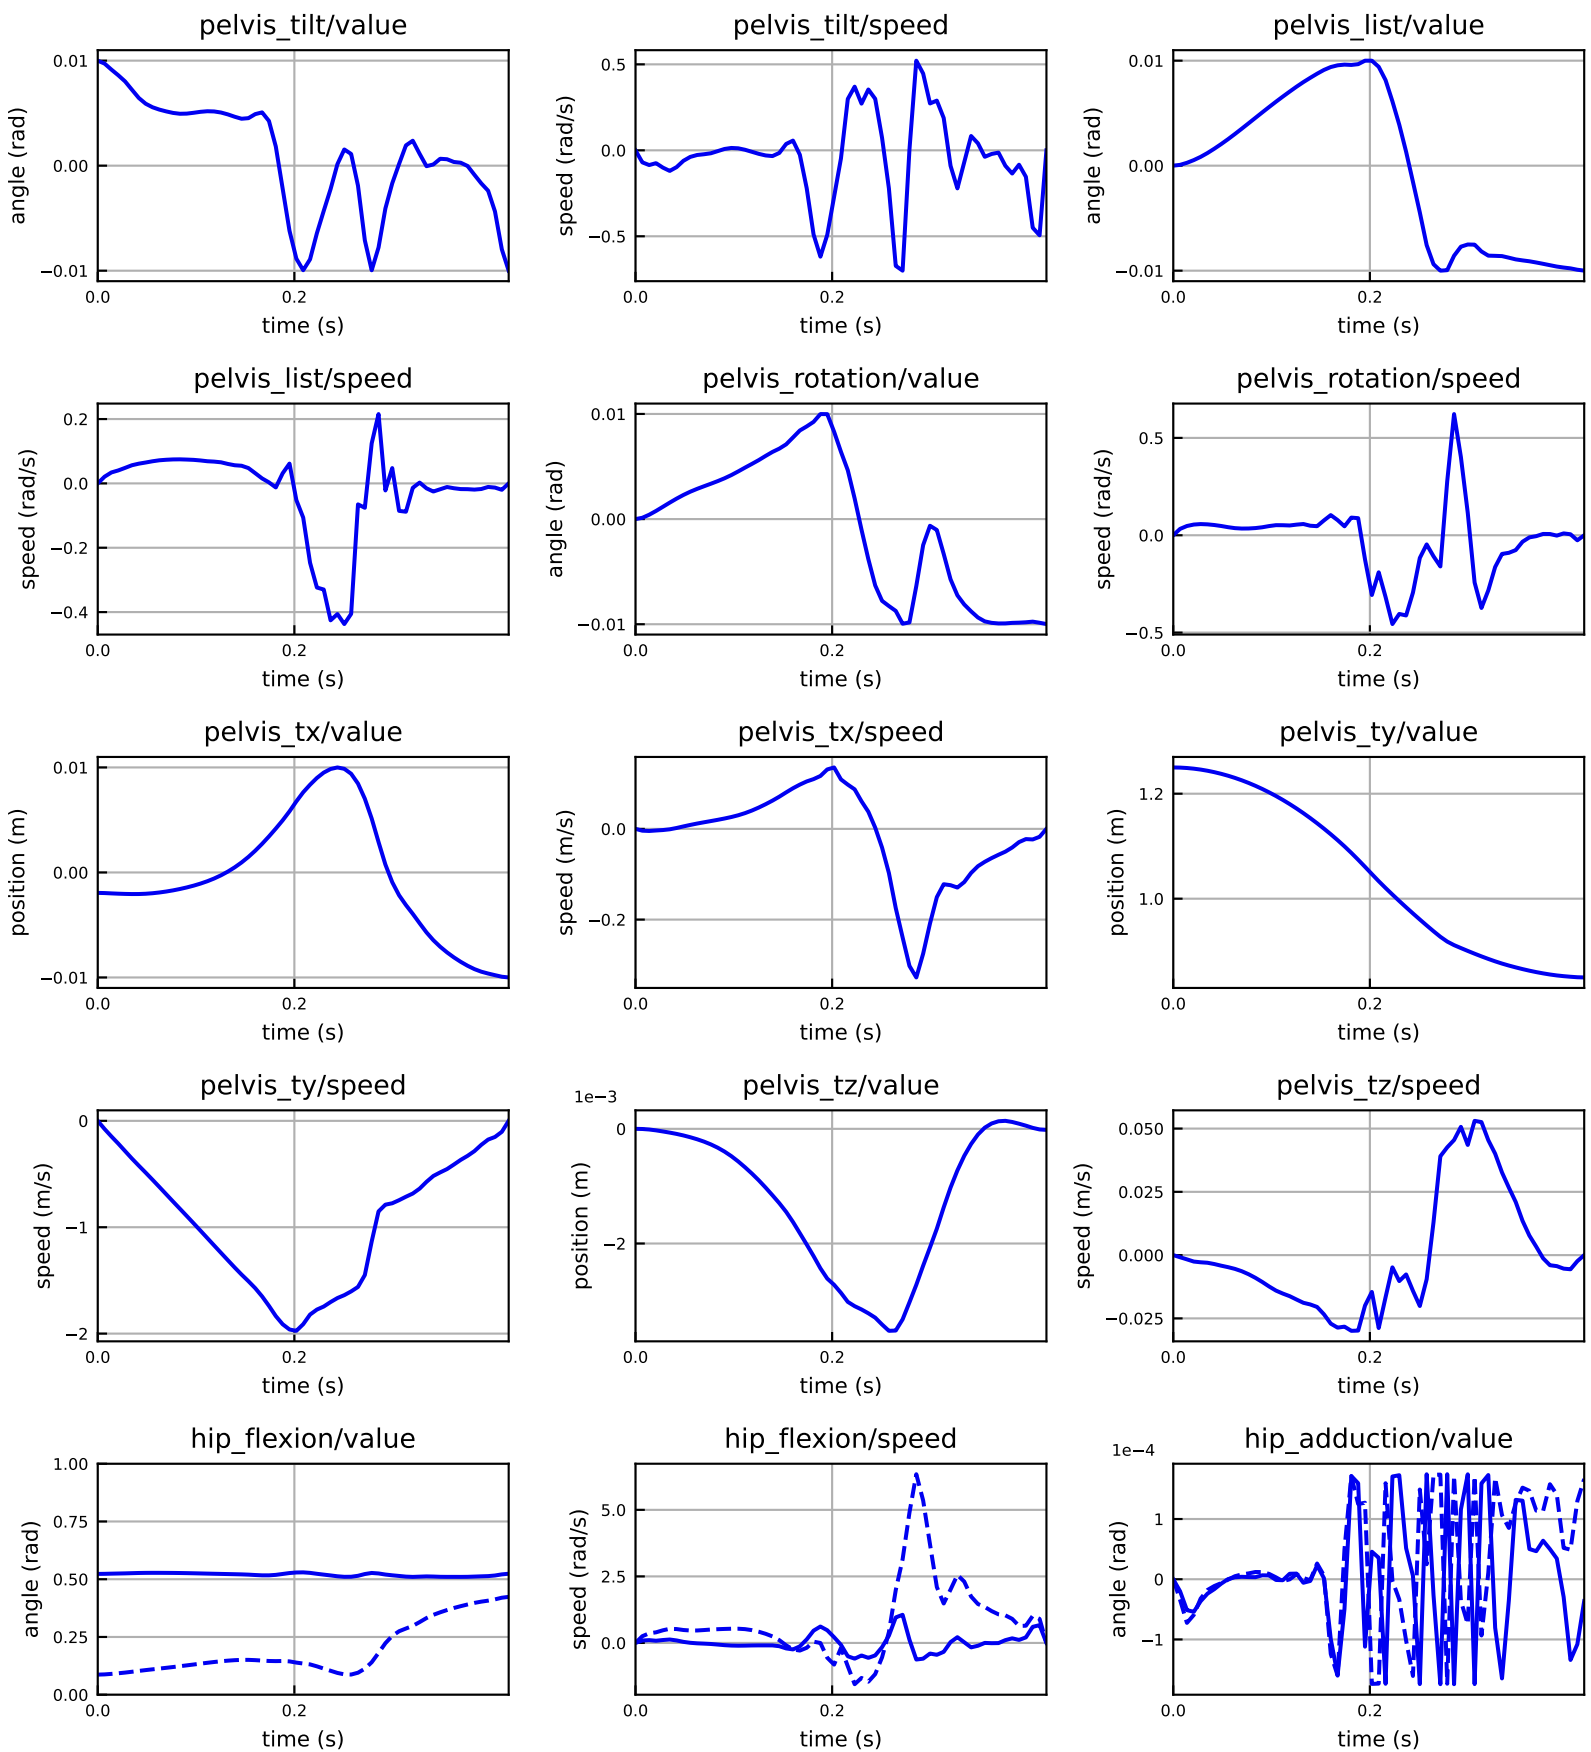 pelvis_tilt/value
angle (rad)
0.01
0.00
−0.01
0.0
0.2
time (s)
pelvis_tilt/speed
speed (rad/s)
0.5
0.0
−0.5
0.0
0.2
time (s)
pelvis_list/value
angle (rad)
0.01
0.00
−0.01
0.0
0.2
time (s)
pelvis_list/speed
speed (rad/s)
0.2
0.0
−0.2
−0.4
0.0
0.2
time (s)
pelvis_rotation/value
angle (rad)
0.01
0.00
−0.01
0.0
0.2
time (s)
pelvis_rotation/speed
speed (rad/s)
0.5
0.0
−0.5
0.0
0.2
time (s)
pelvis_tx/value
position (m)
0.01
0.00
−0.01
0.0
0.2
time (s)
pelvis_tx/speed
speed (m/s)
0.0
−0.2
0.0
0.2
time (s)
pelvis_ty/value
position (m)
1.2
1.0
0.0
0.2
time (s)
pelvis_ty/speed
speed (m/s)
0
−1
−2
0.0
0.2
time (s)
pelvis_tz/value
1e−3
position (m)
0
−2
0.0
0.2
time (s)
pelvis_tz/speed
speed (m/s)
0.050
0.025
0.000
−0.025
0.0
0.2
time (s)
hip_flexion/value
angle (rad)
1.00
0.75
0.50
0.25
0.00
0.0
0.2
time (s)
hip_flexion/speed
speed (rad/s)
5.0
2.5
0.0
0.0
0.2
time (s)
hip_adduction/value
1e−4
angle (rad)
1
0
−1
0.0
0.2
time (s)